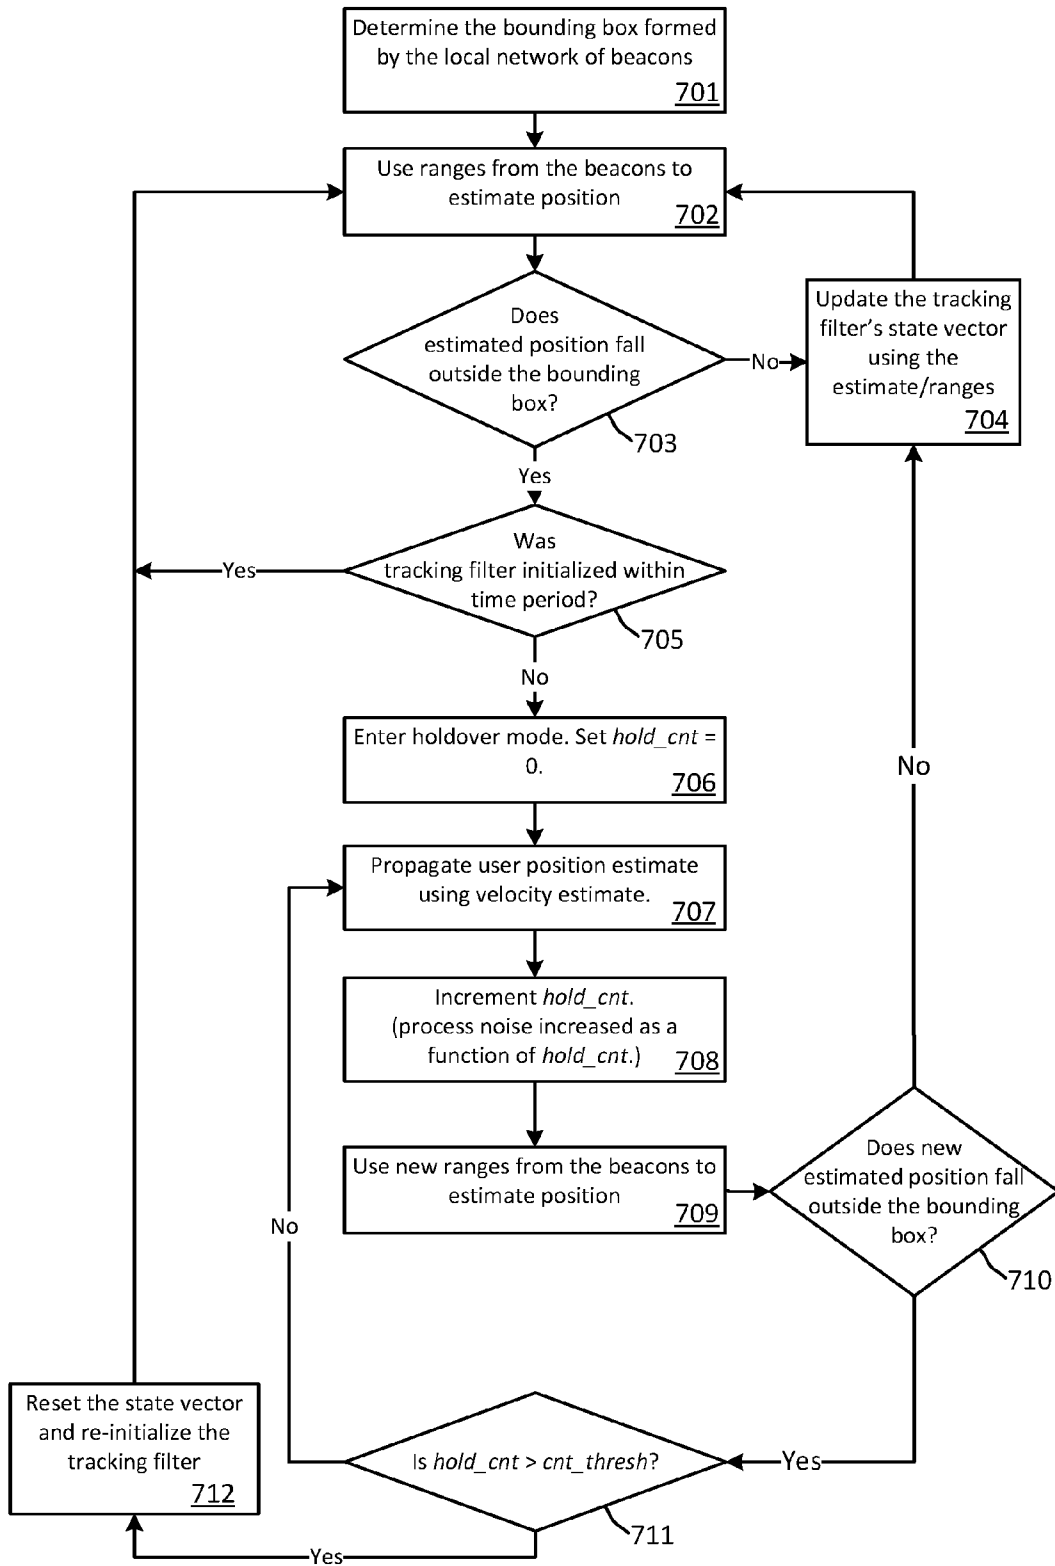 Determine the bounding box formed
by the local network of beacons
701
Use ranges from the beacons to
estimate position
702
Does
estimated position fall
outside the bounding
box?
703
No
Update the tracking
filter's state vector
using the
estimate/ranges
704
Yes
Was
tracking filter initialized within
time period?
705
Yes
No
Enter holdover mode. Set hold_cnt =
0.
706
No
Propagate user position estimate
using velocity estimate.
707
Increment hold_cnt.
(process noise increased as a
function of hold_cnt.)
708
Use new ranges from the beacons to
estimate position
709
Does new
estimated position fall
outside the bounding
box?
710
No
Reset the state vector
and re-initialize the
tracking filter
712
Is hold_cnt > cnt_thresh?
711
Yes
Yes